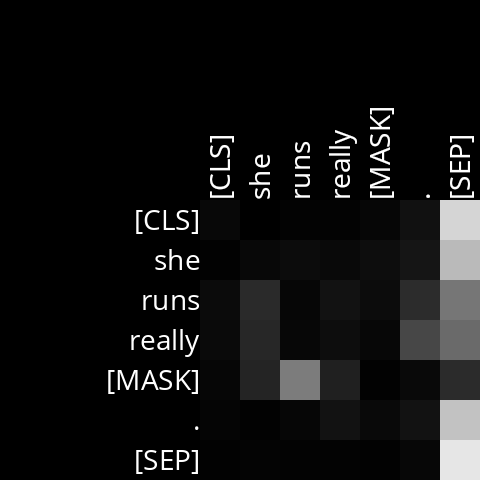 [CLS] she runs really [MASK] . [SEP]
[CLS]
she
runs
really
[MASK]
.
[SEP]